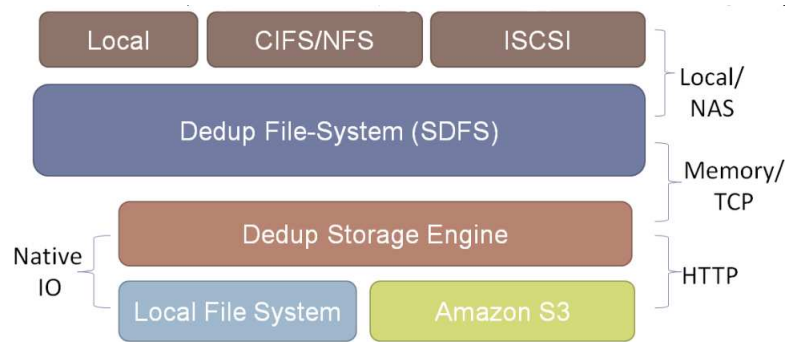 Local
CIFS/NFS
ISCSI
Local/
NAS
Dedup File-System (SDFS)
Memory/
TCP
Dedup Storage Engine
Native
IO
HTTP
Local File System
Amazon S3